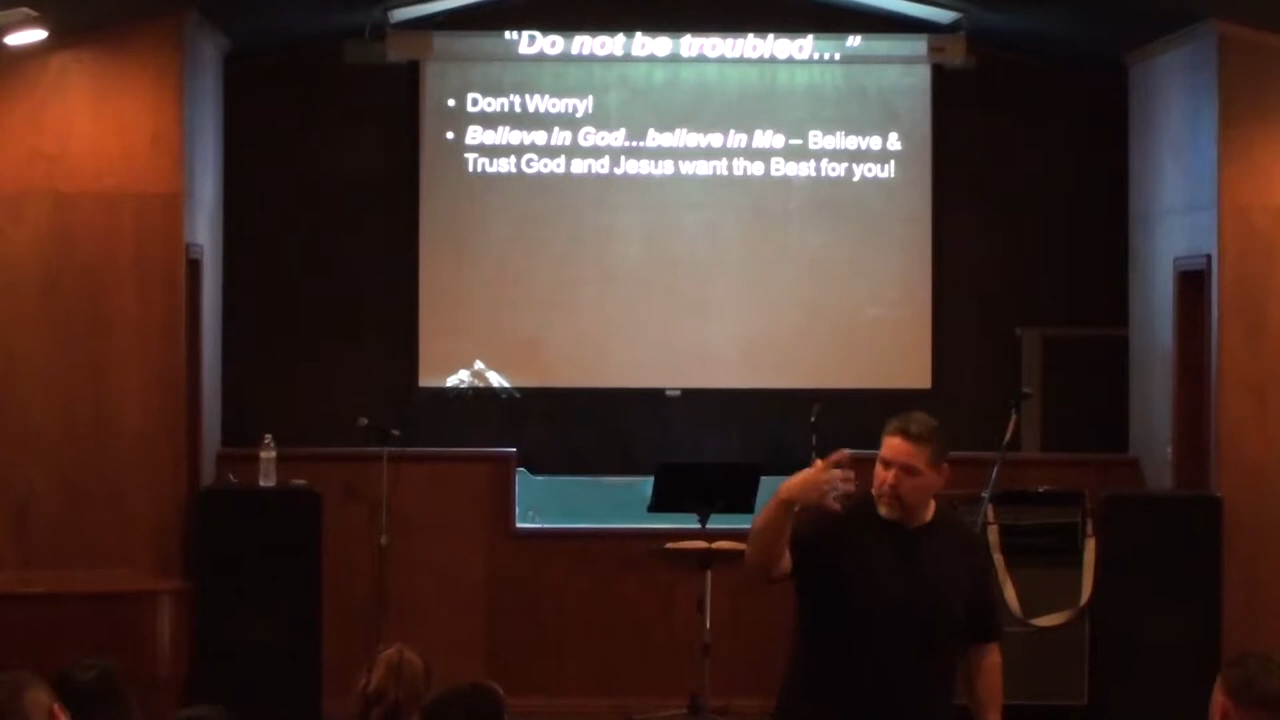 “Do not be troubled…”
• Don't Worry!
• Believe in God…believe in Me – Believe &
Trust God and Jesus want the Best for you!